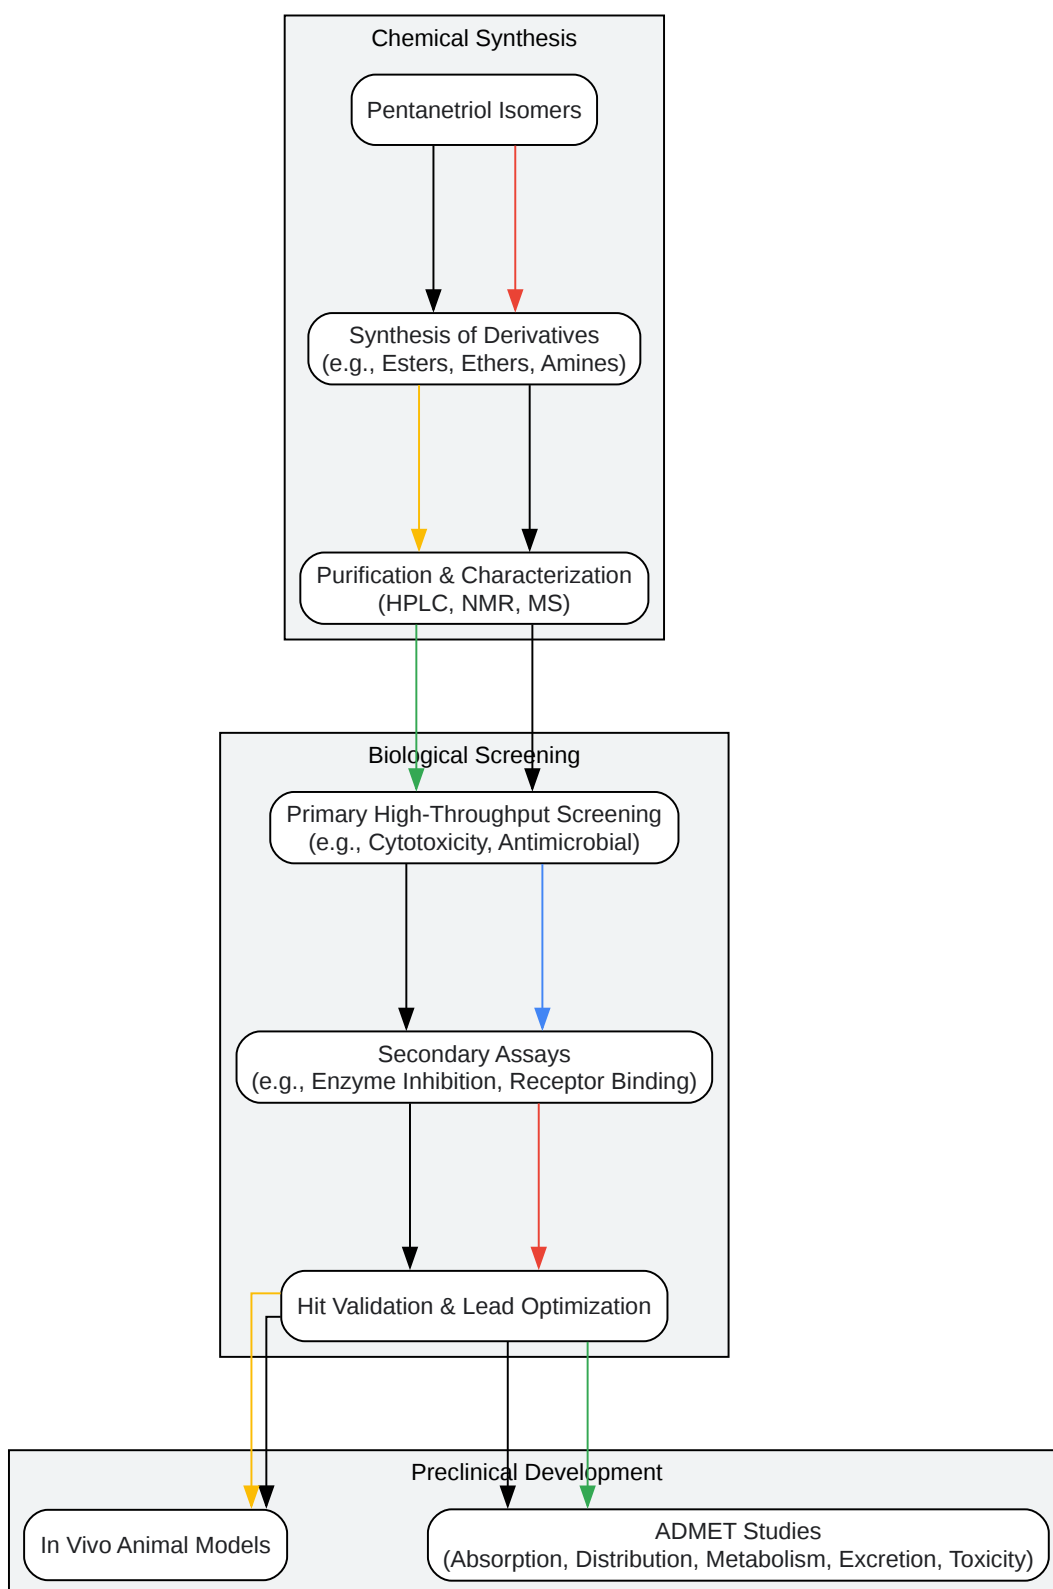 Chemical Synthesis
Pentanetriol Isomers
Synthesis of Derivatives
(e.g., Esters, Ethers, Amines)
Purification & Characterization
(HPLC, NMR, MS)
Biological Screening
Primary High-Throughput Screening
(e.g., Cytotoxicity, Antimicrobial)
Secondary Assays
(e.g., Enzyme Inhibition, Receptor Binding)
Hit Validation & Lead Optimization
Preclinical Development
In Vivo Animal Models
ADMET Studies
(Absorption, Distribution, Metabolism, Excretion, Toxicity)